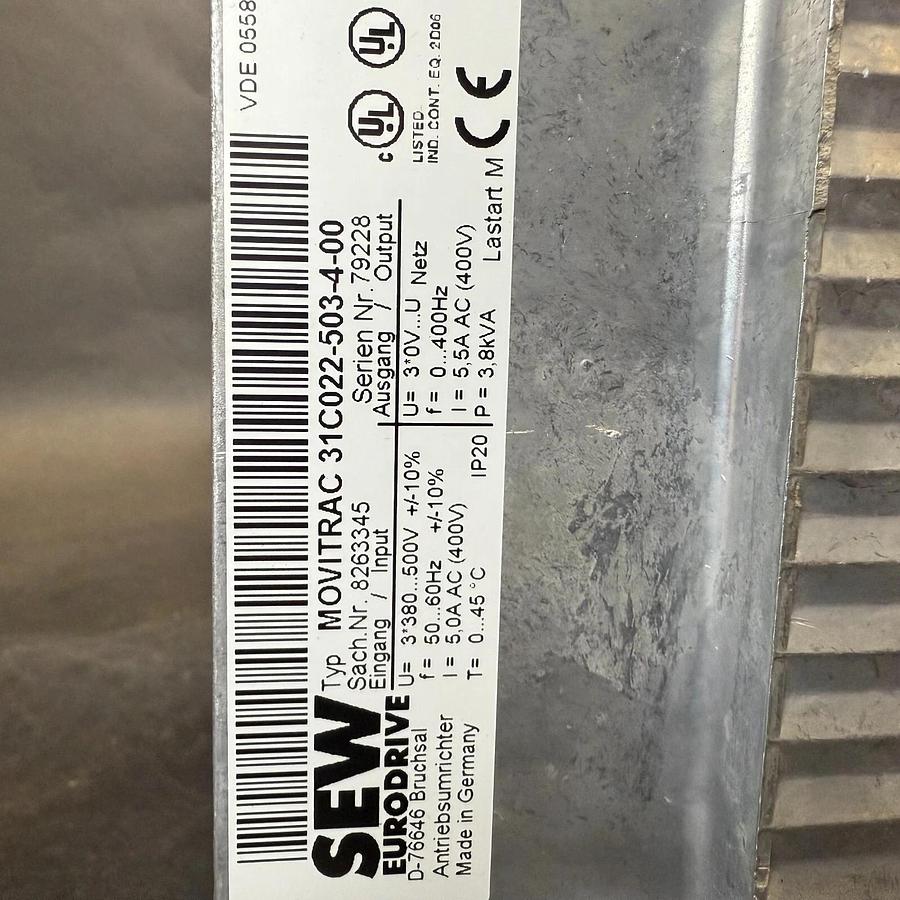 SEW
EURODRIVE
D-76646 Bruchsal
Antriebsumrichter
Made in Germany
Typ MOVITRAC 31C022-503-4-00
Sach.Nr. 8263345 Serien Nr. 79228
Eingang / Input Ausgang / Output
U= 3*380...500V +/-10% U= 3*0V...U Netz
f= 50...60Hz +/-10% f = 0...400Hz
I = 5,0A AC (400V) I = 5,5A AC (400V)
T= 0...45 °C IP20 P = 3,8kVA Lastart M
VDE 0558
c UL UL
LISTED
IND. CONT. EQ. 2D06
CE